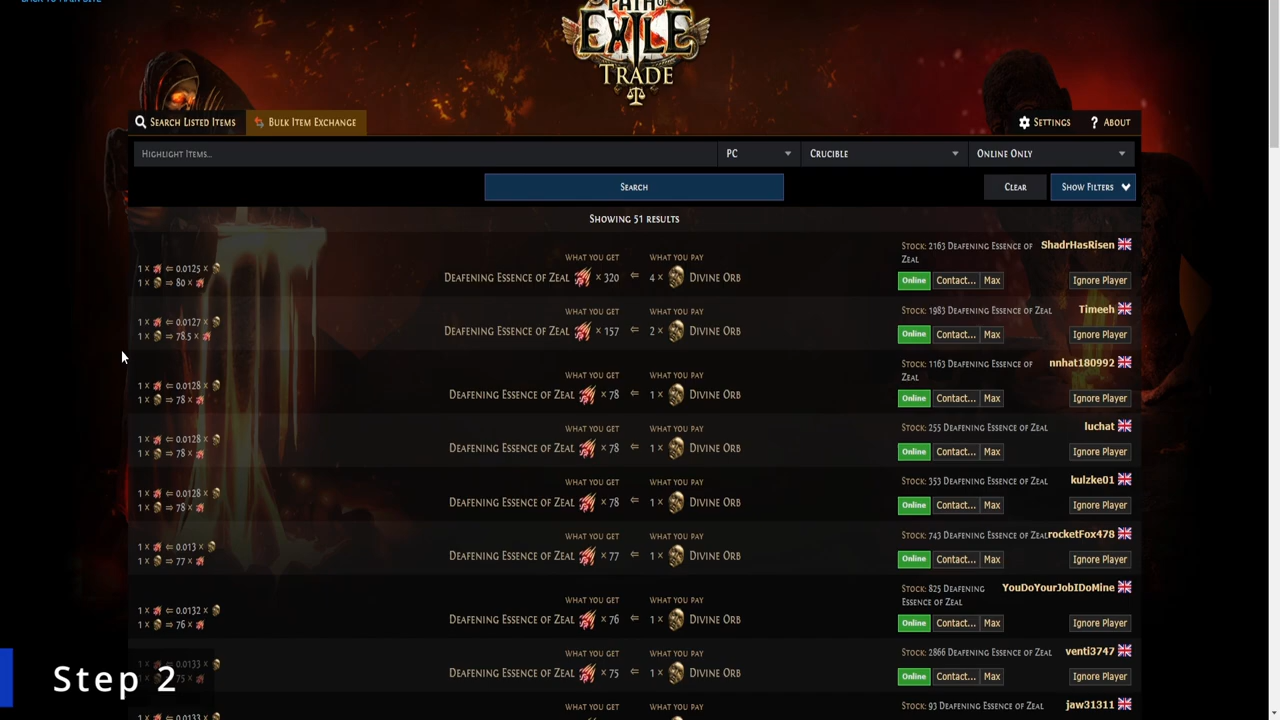 BACK TO MAIN SITE
PATH OF
EXILE
TRADE
SEARCH LISTED ITEMS
BULK ITEM EXCHANGE
SETTINGS
? ABOUT
HIGHLIGHT ITEMS...
PC
CRUCIBLE
ONLINE ONLY
SEARCH
CLEAR
SHOW FILTERS
SHOWING 51 RESULTS
1 × ⇐ 0.0125 ×
1 × ⇒ 80 ×
WHAT YOU GET
WHAT YOU PAY
DEAFENING ESSENCE OF ZEAL × 320 ⇐ 4 × DIVINE ORB
STOCK: 2163 DEAFENING ESSENCE OF
ZEAL
ShadrHasRisen
Online Contact... Max
Ignore Player
1 × ⇐ 0.0127 ×
1 × ⇒ 78.5 ×
WHAT YOU GET
WHAT YOU PAY
DEAFENING ESSENCE OF ZEAL × 157 ⇐ 2 × DIVINE ORB
STOCK: 1983 DEAFENING ESSENCE OF ZEAL
Timeeh
Online Contact... Max
Ignore Player
1 × ⇐ 0.0128 ×
1 × ⇒ 78 ×
WHAT YOU GET
WHAT YOU PAY
DEAFENING ESSENCE OF ZEAL × 78 ⇐ 1 × DIVINE ORB
STOCK: 1163 DEAFENING ESSENCE OF
ZEAL
nnhat180992
Online Contact... Max
Ignore Player
1 × ⇐ 0.0128 ×
1 × ⇒ 78 ×
WHAT YOU GET
WHAT YOU PAY
DEAFENING ESSENCE OF ZEAL × 78 ⇐ 1 × DIVINE ORB
STOCK: 255 DEAFENING ESSENCE OF ZEAL
luchat
Online Contact... Max
Ignore Player
1 × ⇐ 0.0128 ×
1 × ⇒ 78 ×
WHAT YOU GET
WHAT YOU PAY
DEAFENING ESSENCE OF ZEAL × 78 ⇐ 1 × DIVINE ORB
STOCK: 353 DEAFENING ESSENCE OF ZEAL
kulzke01
Online Contact... Max
Ignore Player
1 × ⇐ 0.013 ×
1 × ⇒ 77 ×
WHAT YOU GET
WHAT YOU PAY
DEAFENING ESSENCE OF ZEAL × 77 ⇐ 1 × DIVINE ORB
STOCK: 743 DEAFENING ESSENCE OF ZEAL
rocketFox478
Online Contact... Max
Ignore Player
1 × ⇐ 0.0132 ×
1 × ⇒ 76 ×
WHAT YOU GET
WHAT YOU PAY
DEAFENING ESSENCE OF ZEAL × 76 ⇐ 1 × DIVINE ORB
STOCK: 825 DEAFENING
ESSENCE OF ZEAL
YouDoYourJobIDoMine
Online Contact... Max
Ignore Player
1 × ⇐ 0.0133 ×
1 × ⇒ 75 ×
WHAT YOU GET
WHAT YOU PAY
DEAFENING ESSENCE OF ZEAL × 75 ⇐ 1 × DIVINE ORB
STOCK: 2866 DEAFENING ESSENCE OF ZEAL
venti3747
Online Contact... Max
Ignore Player
Step 2
1 × ⇐ 0.0133 ×
WHAT YOU GET
WHAT YOU PAY
STOCK: 93 DEAFENING ESSENCE OF ZEAL
jaw31311